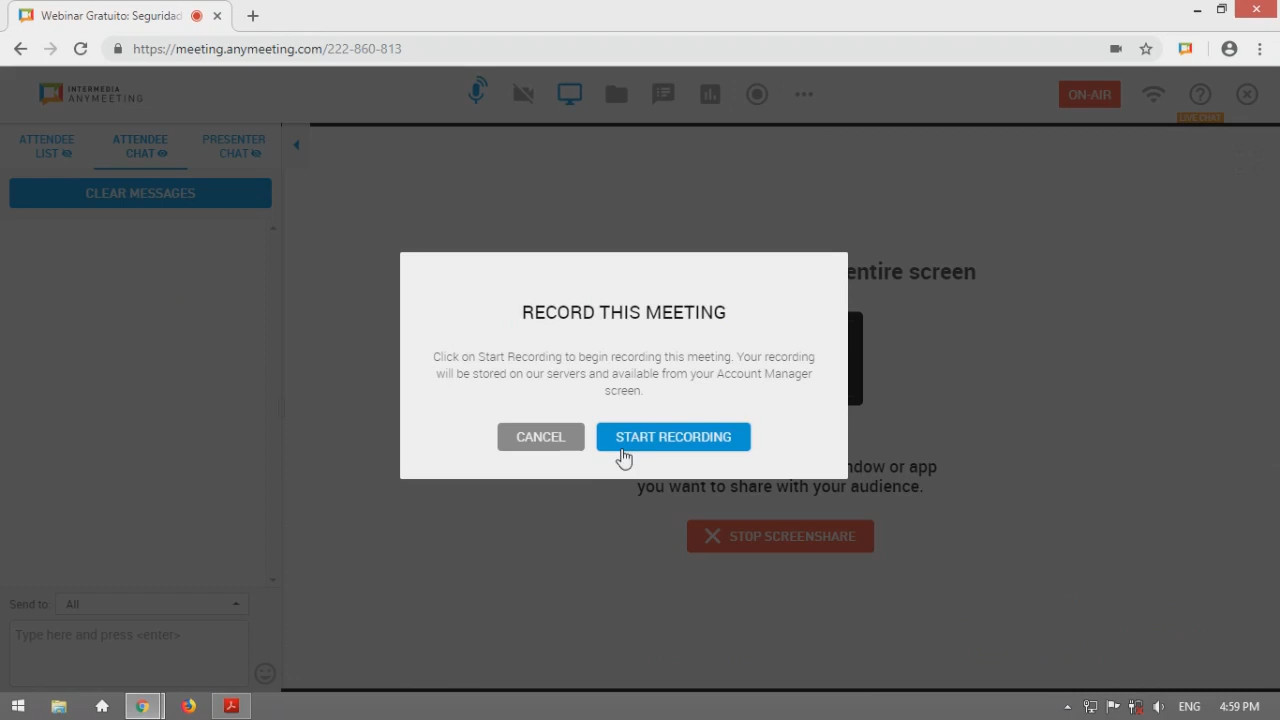 Webinar Gratuito: Seguridad
https://meeting.anymeeting.com/222-860-813
INTERMEDIA
ANYMEETING
ON-AIR
LIVE CHAT
ATTENDEE
LIST
ATTENDEE
CHAT
PRESENTER
CHAT
CLEAR MESSAGES
entire screen
RECORD THIS MEETING
Click on Start Recording to begin recording this meeting. Your recording
will be stored on our servers and available from your Account Manager
screen.
CANCEL
START RECORDING
ndow or app
you want to share with your audience.
STOP SCREENSHARE
Send to:
All
Type here and press <enter>
ENG
4:59 PM